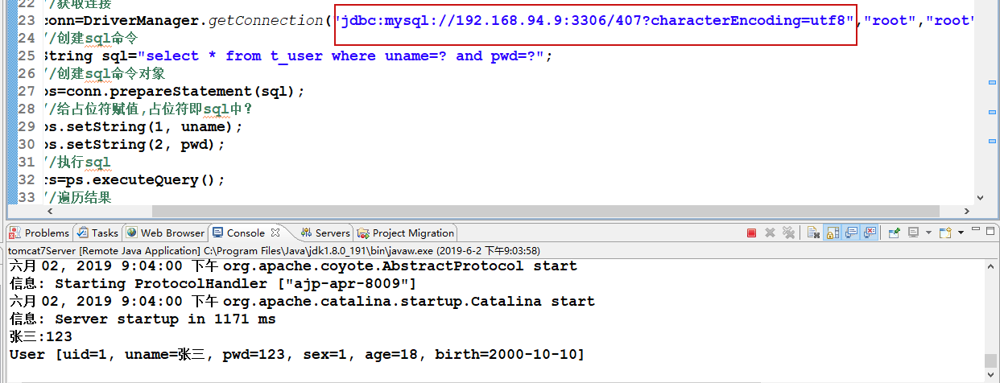 22 //获取连接
23 conn=DriverManager.getConnection("jdbc:mysql://192.168.94.9:3306/407?characterEncoding=utf8","root","root"
24 //创建sql命令
25 String sql="select * from t_user where uname=? and pwd=?";
26 //创建sql命令对象
27 ps=conn.prepareStatement(sql);
28 //给占位符赋值,占位符即sql中?
29 ps.setString(1, uname);
30 ps.setString(2, pwd);
31 //执行sql
32 rs=ps.executeQuery();
33 //遍历结果
Problems Tasks Web Browser Console Servers Project Migration
tomcat7Server [Remote Java Application] C:\Program Files\Java\jdk1.8.0_191\bin\javaw.exe (2019-6-2 下午9:03:58)
六月 02, 2019 9:04:00 下午 org.apache.coyote.AbstractProtocol start
信息: Starting ProtocolHandler ["ajp-apr-8009"]
六月 02, 2019 9:04:00 下午 org.apache.catalina.startup.Catalina start
信息: Server startup in 1171 ms
张三:123
User [uid=1, uname=张三, pwd=123, sex=1, age=18, birth=2000-10-10]